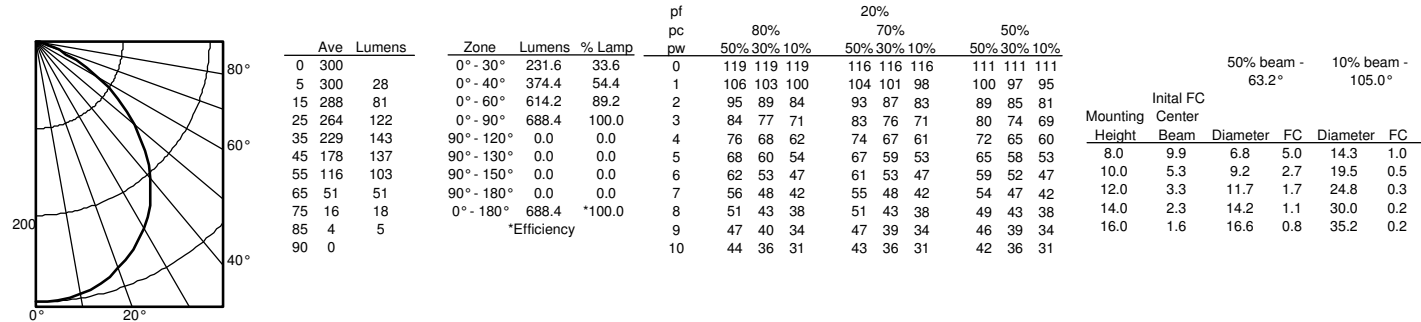 80°
60°
200
40°
0° 20°
Ave Lumens
0 300
5 300 28
15 288 81
25 264 122
35 229 143
45 178 137
55 116 103
65 51 51
75 16 18
85 4 5
90 0
Zone Lumens % Lamp
0° - 30° 231.6 33.6
0° - 40° 374.4 54.4
0° - 60° 614.2 89.2
0° - 90° 688.4 100.0
90° - 120° 0.0 0.0
90° - 130° 0.0 0.0
90° - 150° 0.0 0.0
90° - 180° 0.0 0.0
0° - 180° 688.4 *100.0
*Efficiency
pf 20%
pc 80% 70% 50%
pw 50% 30% 10% 50% 30% 10% 50% 30% 10%
0 119 119 119 116 116 116 111 111 111
1 106 103 100 104 101 98 100 97 95
2 95 89 84 93 87 83 89 85 81
3 84 77 71 83 76 71 80 74 69
4 76 68 62 74 67 61 72 65 60
5 68 60 54 67 59 53 65 58 53
6 62 53 47 61 53 47 59 52 47
7 56 48 42 55 48 42 54 47 42
8 51 43 38 51 43 38 49 43 38
9 47 40 34 47 39 34 46 39 34
10 44 36 31 43 36 31 42 36 31
50% beam - 10% beam -
63.2° 105.0°
Inital FC
Mounting Center
Height Beam Diameter FC Diameter FC
8.0 9.9 6.8 5.0 14.3 1.0
10.0 5.3 9.2 2.7 19.5 0.5
12.0 3.3 11.7 1.7 24.8 0.3
14.0 2.3 14.2 1.1 30.0 0.2
16.0 1.6 16.6 0.8 35.2 0.2